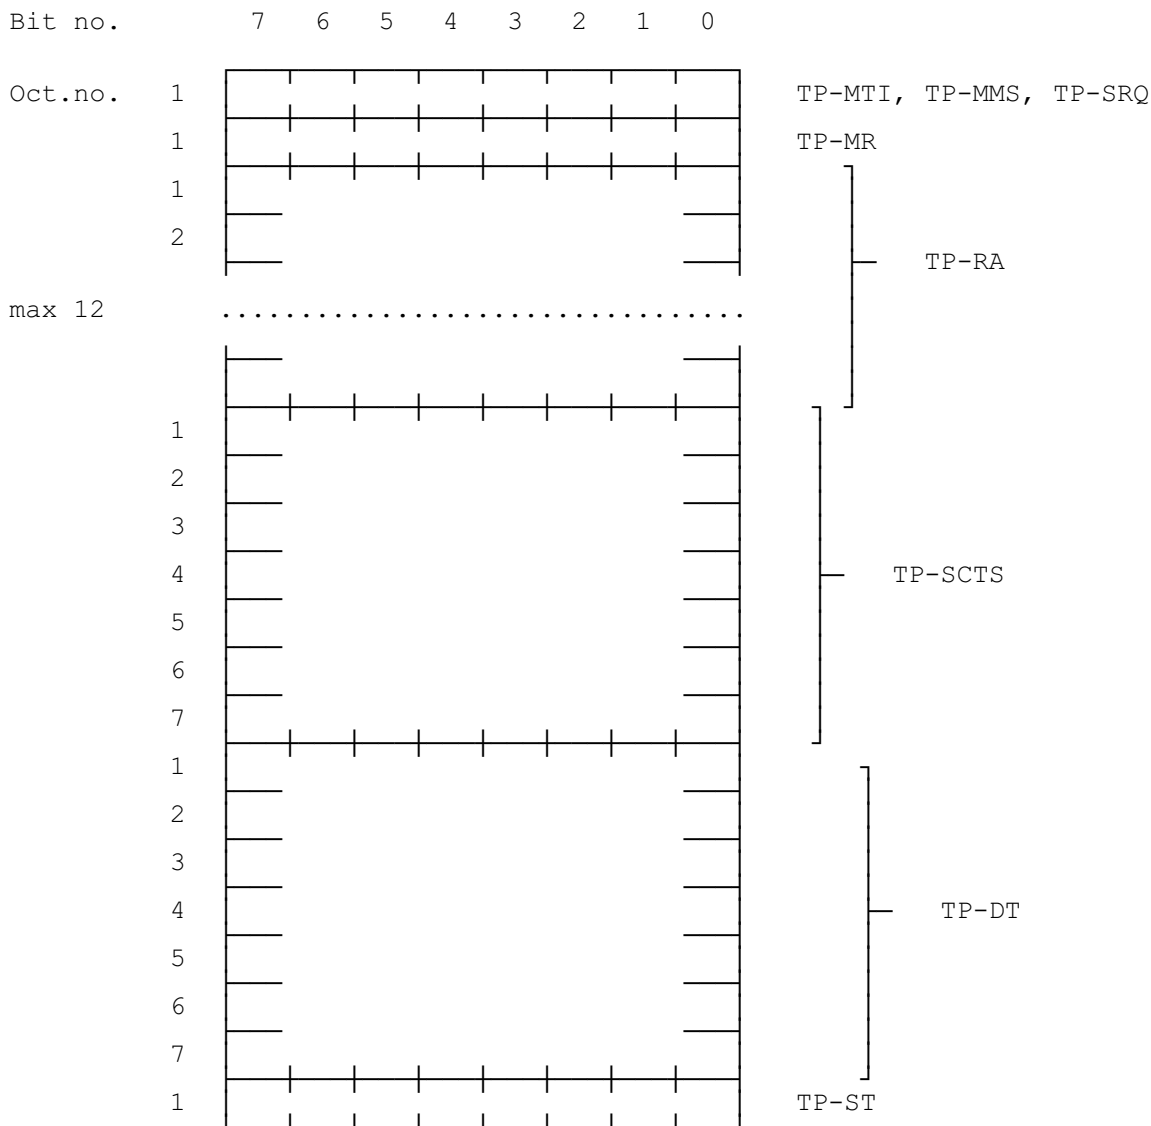 Bit no. 7 6 5 4 3 2 1 0
Oct.no. 1 TP-MTI, TP-MMS, TP-SRQ
1 TP-MR
1
2
TP-RA
max 12 .................................
1
2
3
4 TP-SCTS
5
6
7
1
2
3
4 TP-DT
5
6
7
1 TP-ST